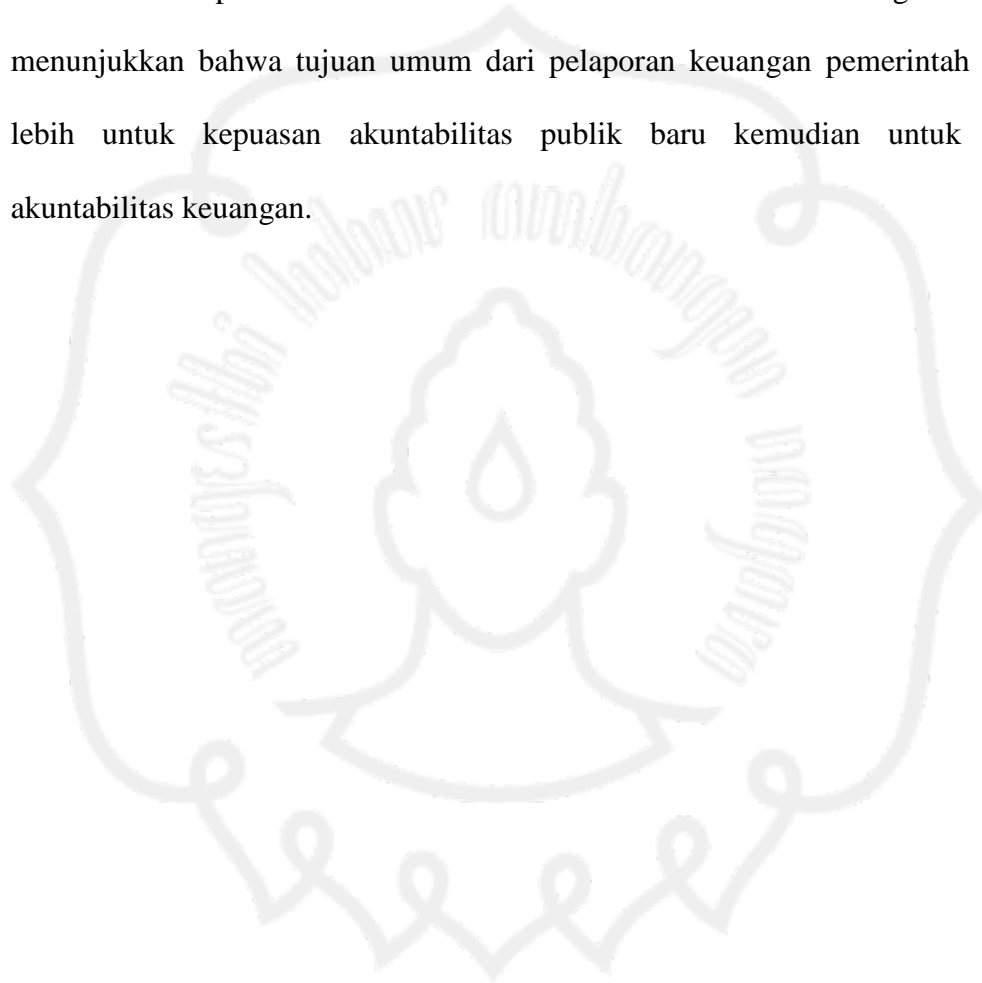 menunjukkan bahwa tujuan umum dari pelaporan keuangan pemerintah
lebih untuk kepuasan akuntabilitas publik baru kemudian untuk
akuntabilitas keuangan.